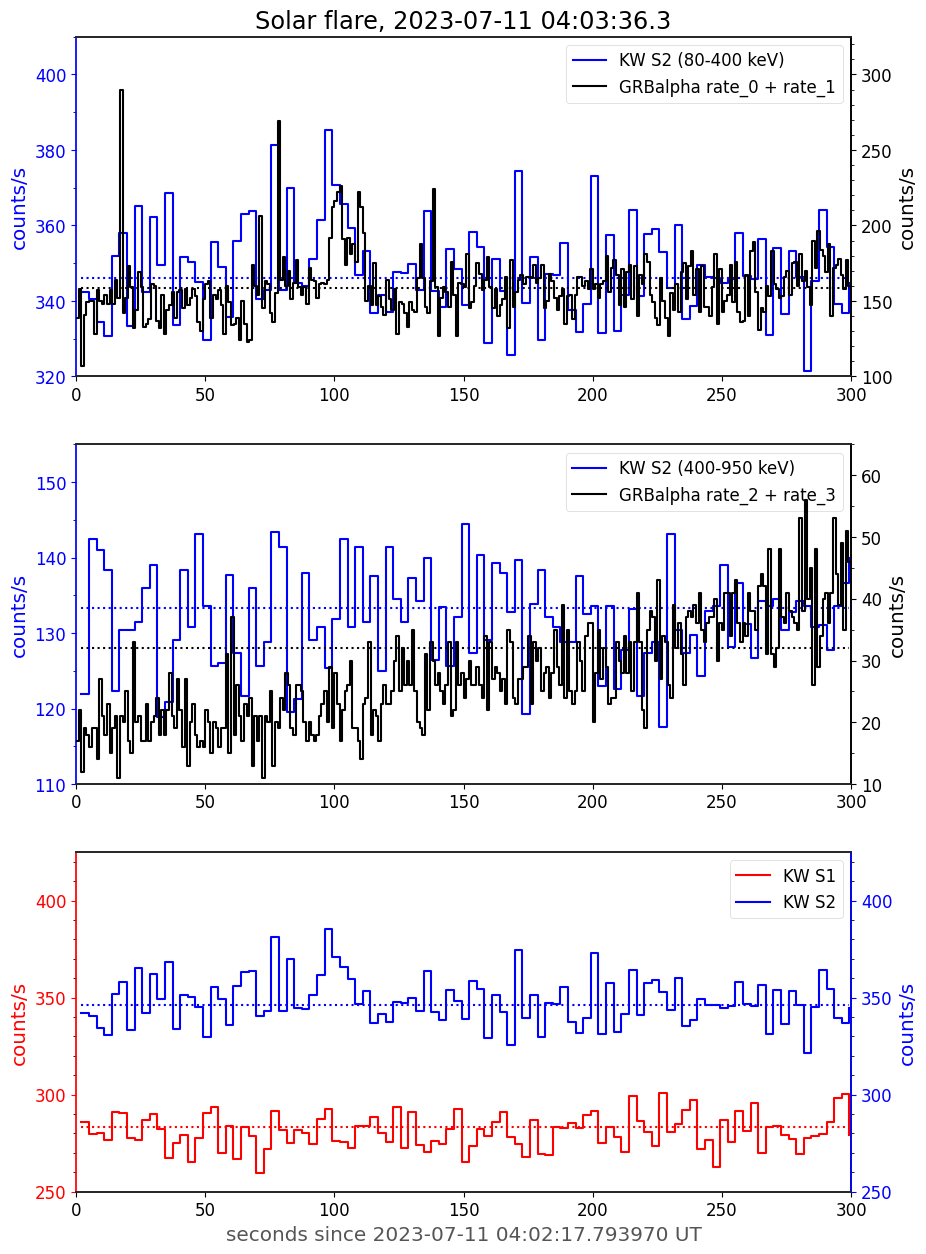 Solar flare, 2023-07-11 04:03:36.3
KW S2 (80-400 keV)
GRBalpha rate_0 + rate_1
counts/s
400
380
360
340
320
counts/s
300
250
200
150
100
0 50 100 150 200 250 300
KW S2 (400-950 keV)
GRBalpha rate_2 + rate_3
counts/s
150
140
130
120
110
counts/s
60
50
40
30
20
10
0 50 100 150 200 250 300
KW S1
KW S2
counts/s
400
350
300
250
counts/s
400
350
300
250
0 50 100 150 200 250 300
seconds since 2023-07-11 04:02:17.793970 UT